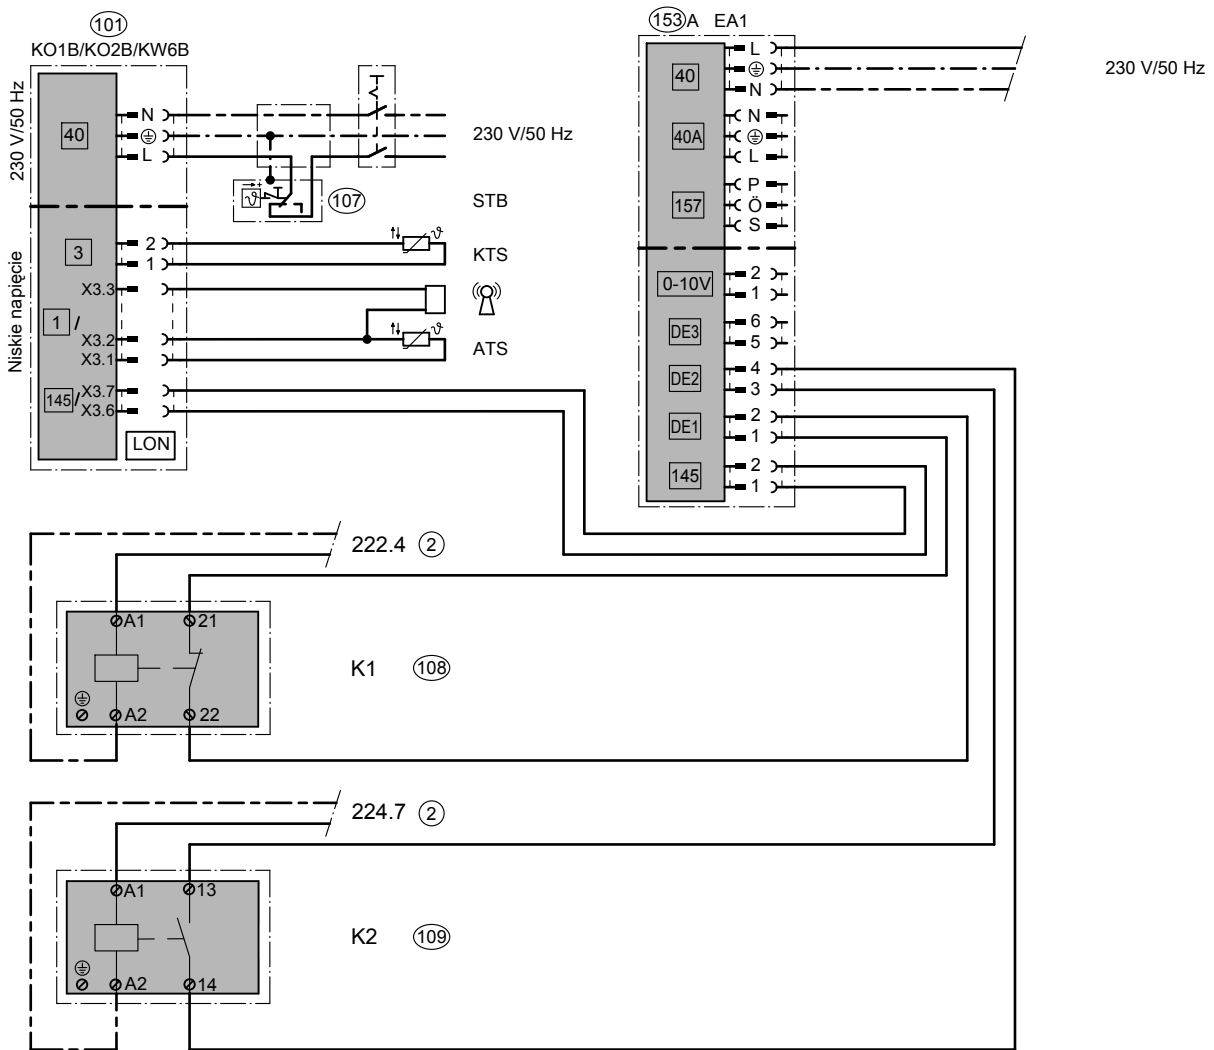 101
KO1B/KO2B/KW6B
230 V/50 Hz
Niskie napięcie
40
N
L
230 V/50 Hz
107
STB
3
2
1
KTS
X3.3
1 /
X3.2
X3.1
ATS
145 / X3.7
X3.6
LON
153 A EA1
40
L
N
230 V/50 Hz
40A
N
L
157
P
Ö
S
0-10V
2
1
DE3
6
5
DE2
4
3
DE1
2
1
145
2
1
222.4 2
A1 21
K1 108
A2 22
224.7 2
A1 13
K2 109
A2 14